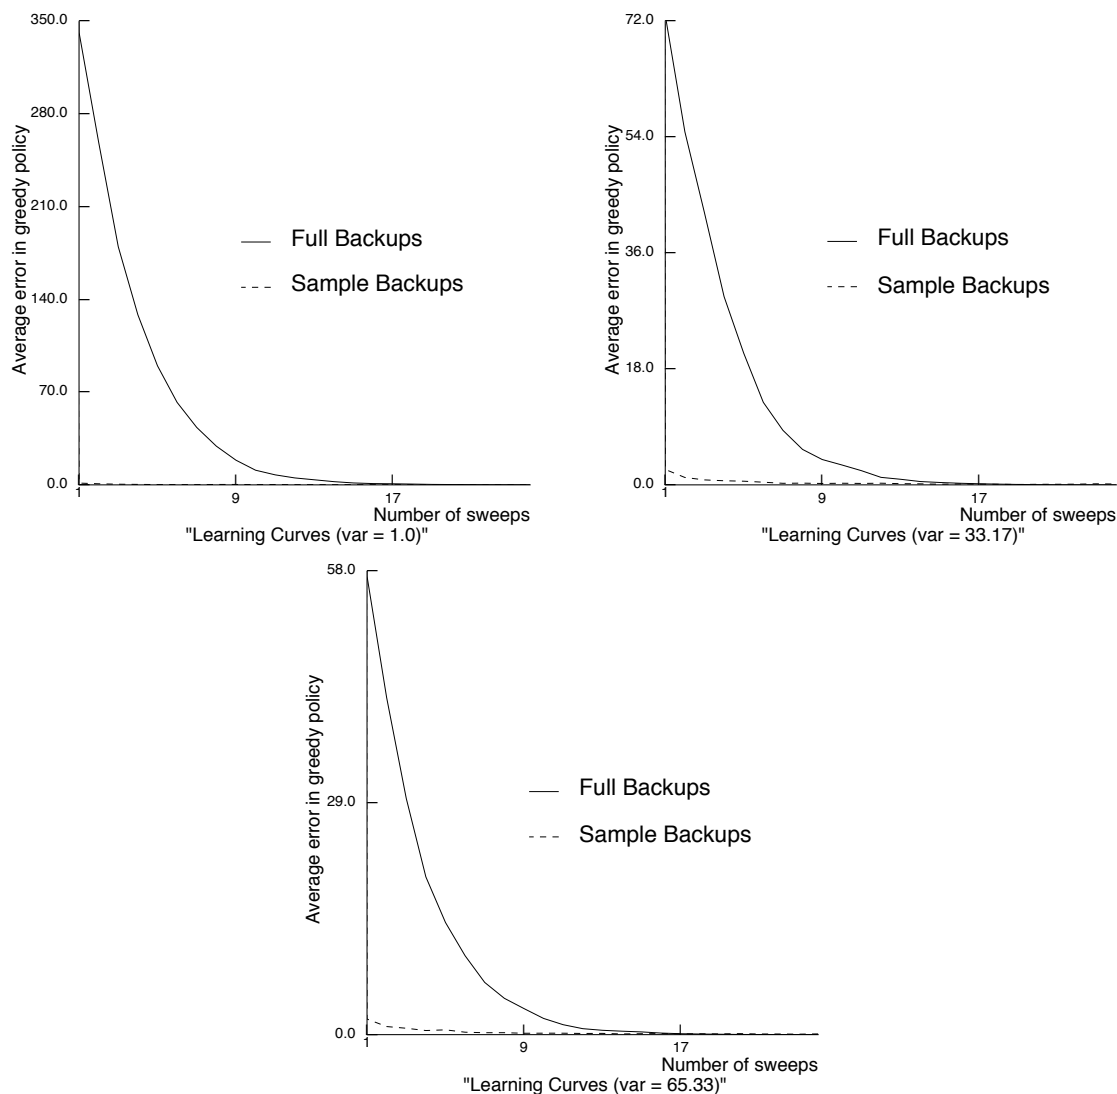 350.0
280.0
210.0
140.0
70.0
0.0
Average error in greedy policy
Full Backups
Sample Backups
1
9
17
Number of sweeps
"Learning Curves (var = 1.0)"
72.0
54.0
36.0
18.0
0.0
Average error in greedy policy
Full Backups
Sample Backups
1
9
17
Number of sweeps
"Learning Curves (var = 33.17)"
58.0
29.0
0.0
Average error in greedy policy
Full Backups
Sample Backups
1
9
17
Number of sweeps
"Learning Curves (var = 65.33)"